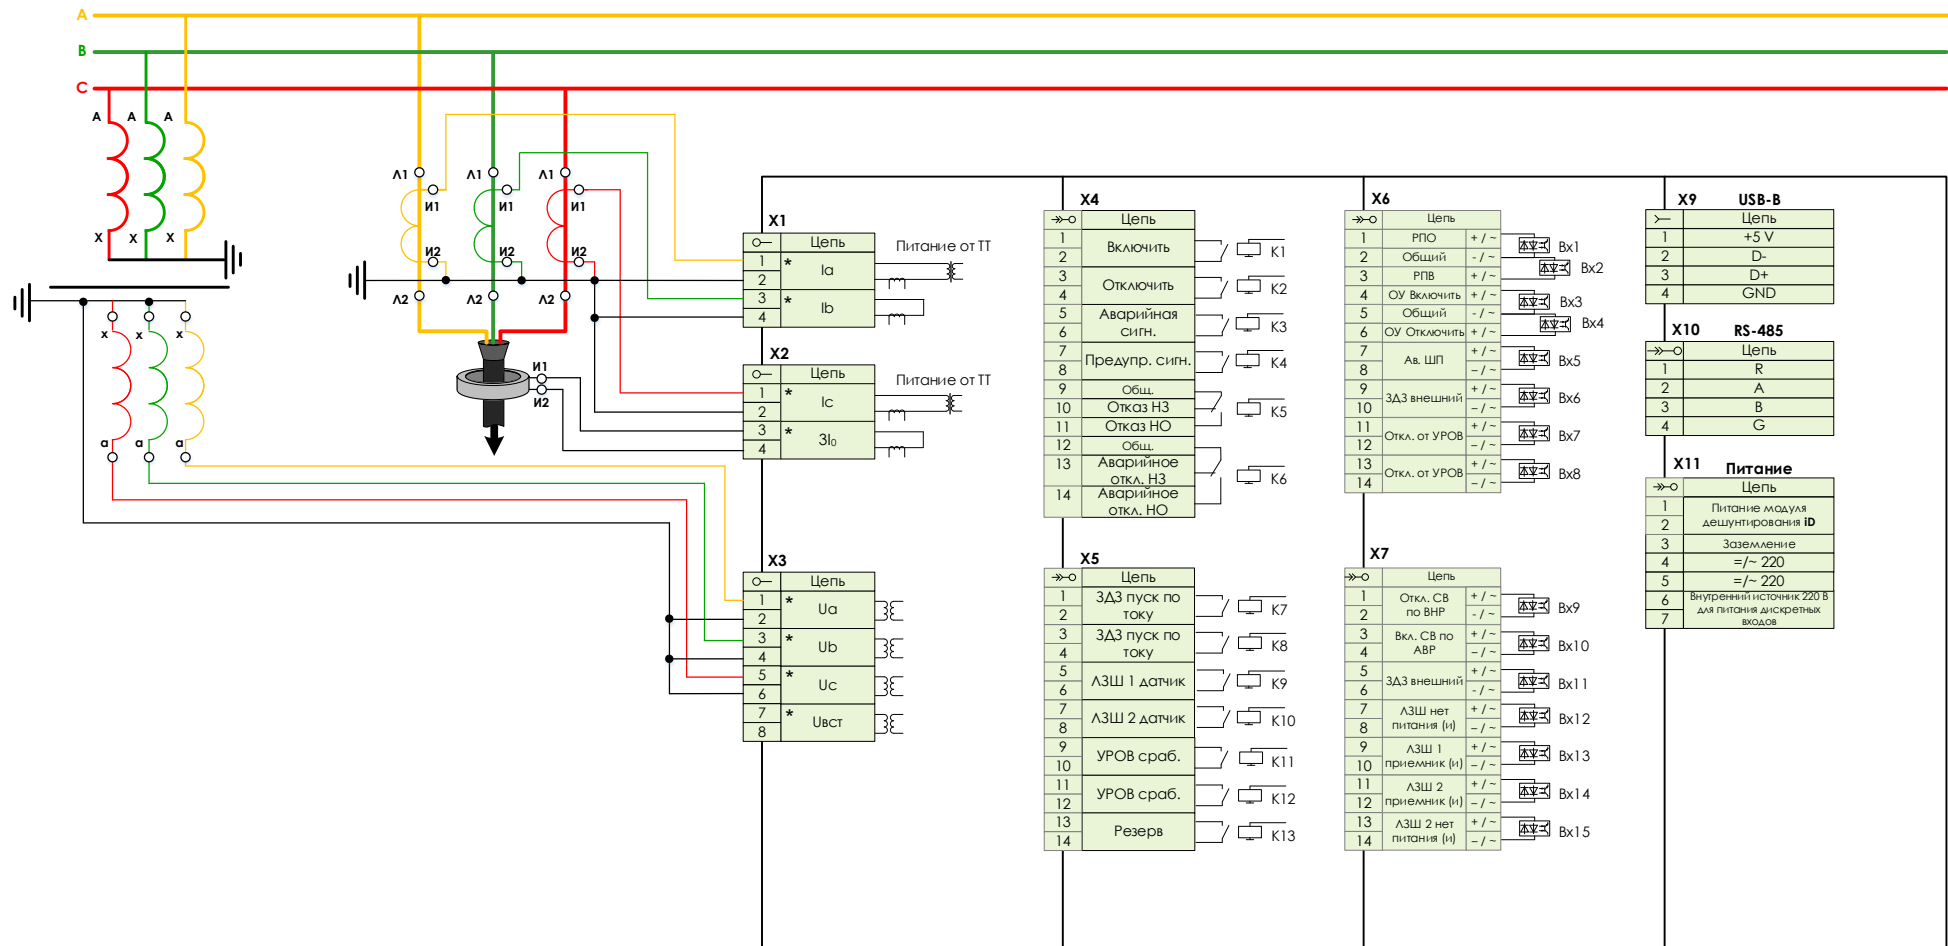 A
B
C
A A A
X X X
x x x
a a a
Л1 Л1 Л1
И1 И1 И1
И2 И2 И2
Л2 Л2 Л2
И1
И2
X1
Цепь
1 * Ia
2
3 * Ib
4
Питание от ТТ
X2
Цепь
1 * Ic
2
3 * 3I₀
4
Питание от ТТ
X3
Цепь
1 * Ua
2
3 * Ub
4
5 * Uc
6
7 * Uвст
8
X4
Цепь
1 Включить K1
2
3 Отключить K2
4
5 Аварийная
6 сигн. K3
7 Предупр. сигн. K4
8
9 Общ.
10 Отказ НЗ K5
11 Отказ НО
12 Общ.
13 Аварийное
откл. НЗ K6
14 Аварийное
откл. НО
X5
Цепь
1 ЗДЗ пуск по K7
2 току
3 ЗДЗ пуск по K8
4 току
5 ЛЗШ 1 датчик K9
6
7 ЛЗШ 2 датчик K10
8
9 УРОВ сраб. K11
10
11 УРОВ сраб. K12
12
13 Резерв K13
14
X6
Цепь
1 РПО + / ~ Вх1
2 Общий - / ~ Вх2
3 РПВ + / ~
4 ОУ Включить + / ~ Вх3
5 Общий - / ~ Вх4
6 ОУ Отключить + / ~
7 Ав. ШП + / ~ Вх5
8 – / ~
9 ЗДЗ внешний + / ~ Вх6
10 – / ~
11 Откл. от УРОВ + / ~ Вх7
12 – / ~
13 Откл. от УРОВ + / ~ Вх8
14 – / ~
X7
Цепь
1 Откл. СВ + / ~ Вх9
2 по ВНР - / ~
3 Вкл. СВ по + / ~ Вх10
4 АВР – / ~
5 ЗДЗ внешний + / ~ Вх11
6 - / ~
7 ЛЗШ нет + / ~ Вх12
8 питания (и) – / ~
9 ЛЗШ 1 + / ~ Вх13
10 приемник (и) – / ~
11 ЛЗШ 2 + / ~ Вх14
12 приемник (и) – / ~
13 ЛЗШ 2 нет + / ~ Вх15
14 питания (и) – / ~
X9 USB-B
Цепь
1 +5 V
2 D-
3 D+
4 GND
X10 RS-485
Цепь
1 R
2 A
3 B
4 G
X11 Питание
Цепь
1 Питание модуля
2 дешунтирования iD
3 Заземление
4 =/~ 220
5 =/~ 220
6 Внутренний источник 220 В
для питания дискретных
7 входов